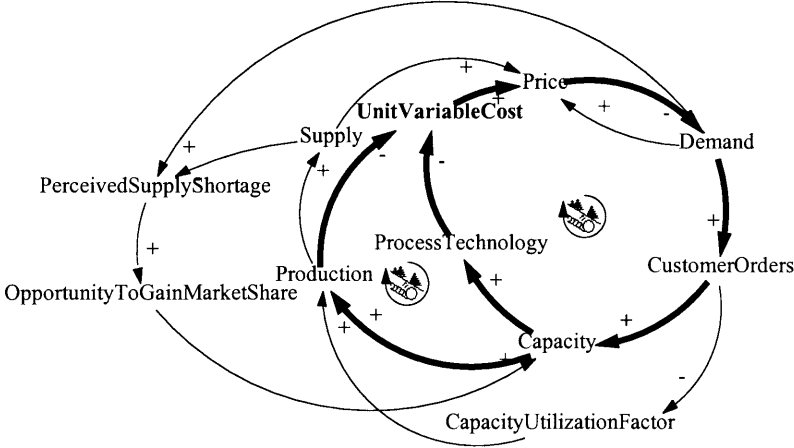 +
Price
+
UnitVariableCost
+
-
+
Supply
Demand
+
-
-
+
PerceivedSupplyShortage
-
+
ProcessTechnology
+
CustomerOrders
Production
+
OpportunityToGainMarketShare
+
+
+
Capacity
+
-
+
CapacityUtilizationFactor